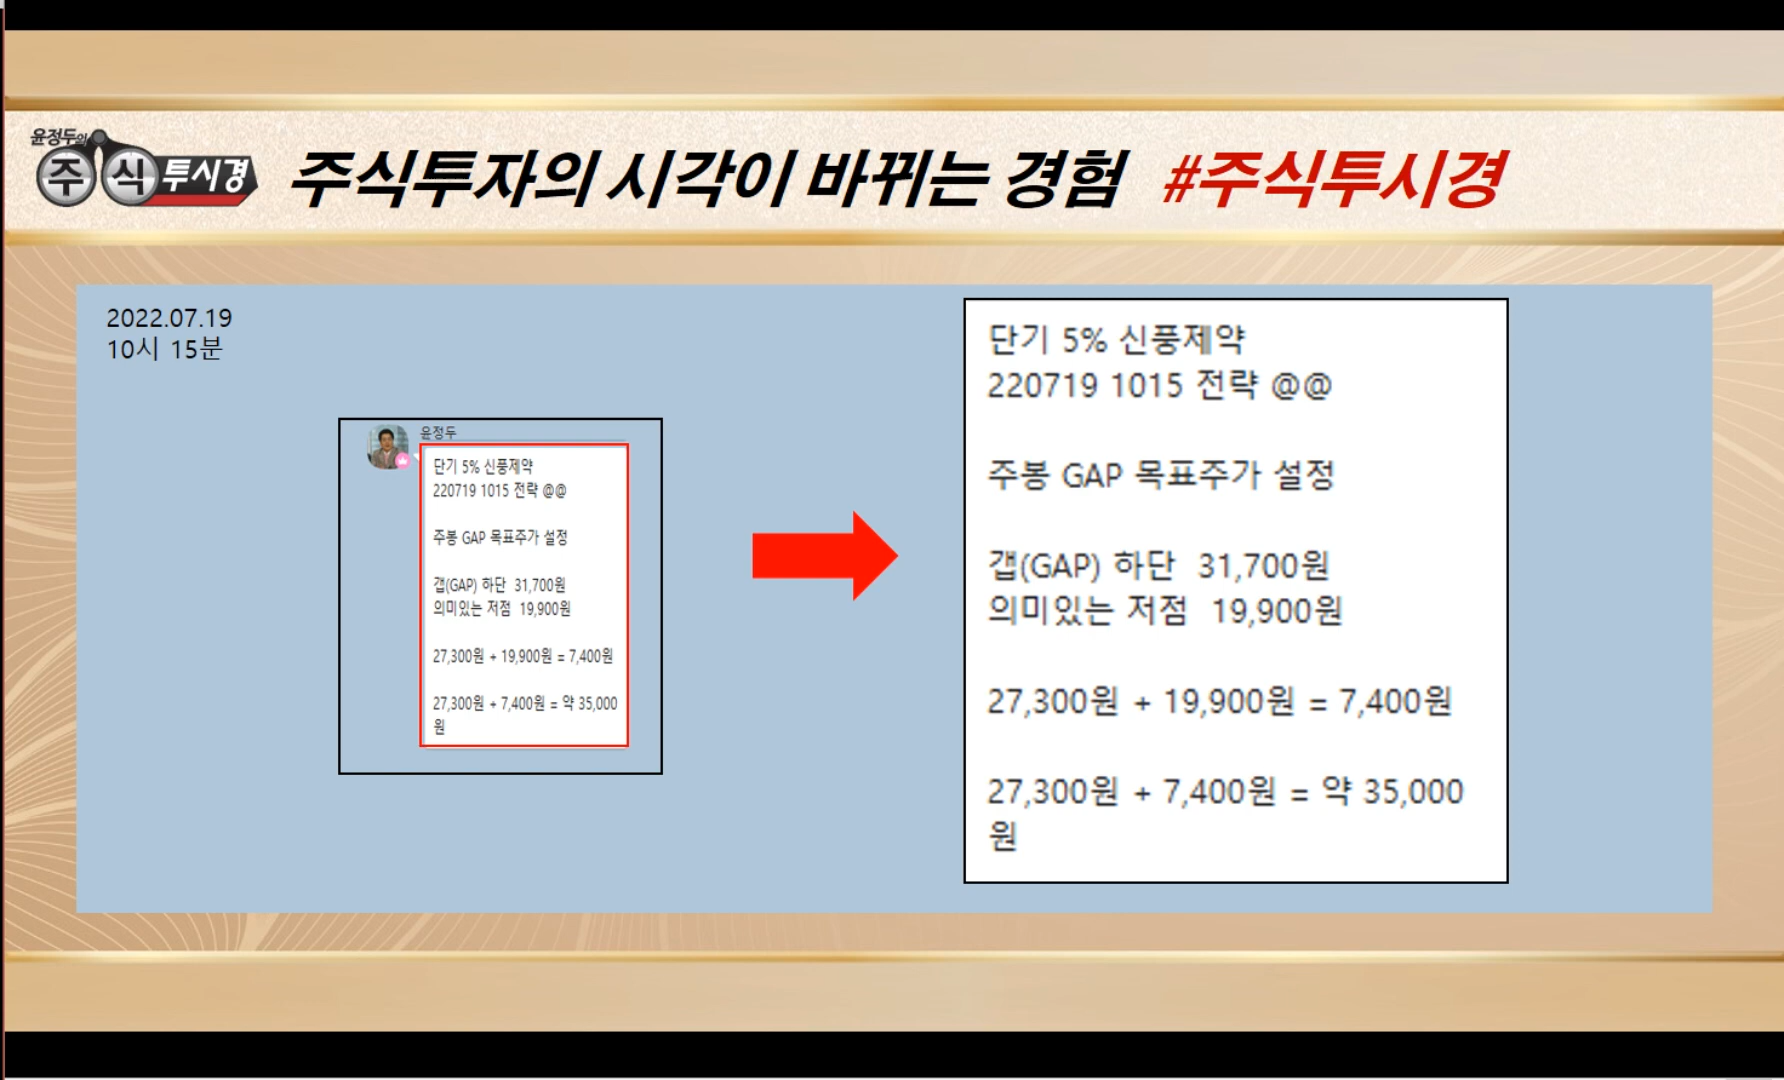 윤정두의
주식투시경
주식투자의 시각이 바뀌는 경험 #주식투시경
2022.07.19
10시 15분
윤정두
단기 5% 신풍제약
220719 1015 전략 @@
주봉 GAP 목표주가 설정
갭(GAP) 하단 31,700원
의미있는 저점 19,900원
27,300원 + 19,900원 = 7,400원
27,300원 + 7,400원 = 약 35,000
원
단기 5% 신풍제약
220719 1015 전략 @@
주봉 GAP 목표주가 설정
갭(GAP) 하단 31,700원
의미있는 저점 19,900원
27,300원 + 19,900원 = 7,400원
27,300원 + 7,400원 = 약 35,000
원